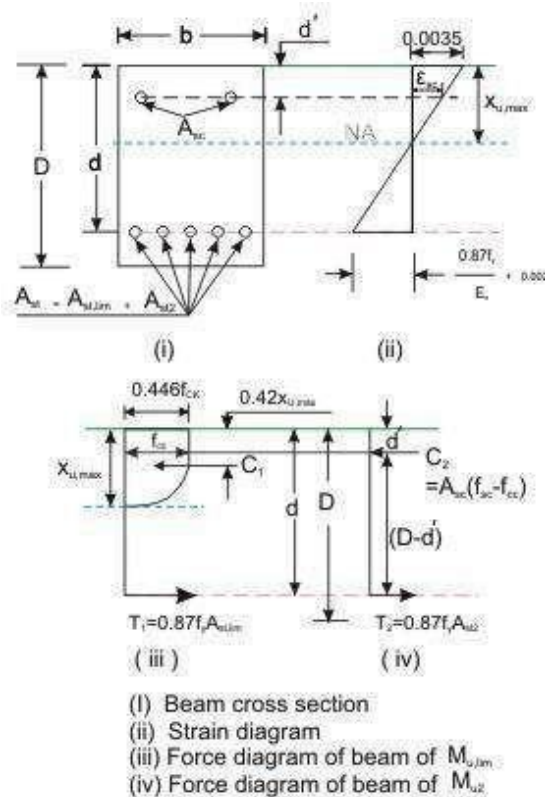 b
d'
0.0035
A_sc
D
d
NA
x_u,max
A_st = A_st,lim + A_st2
0.87f_y
E_s
+ 0.002
(i)
(ii)
0.446f_CK
0.42x_u,max
x_u,max
f_cc
C_1
d
D
d'
C_2
=A_sc(f_sc-f_cc)
(D-d')
T_1=0.87f_yA_st,lim
T_2=0.87f_yA_st2
( iii )
(iv)
(I) Beam cross section
(ii) Strain diagram
(iii) Force diagram of beam of M_u,lim
(iv) Force diagram of beam of M_u2